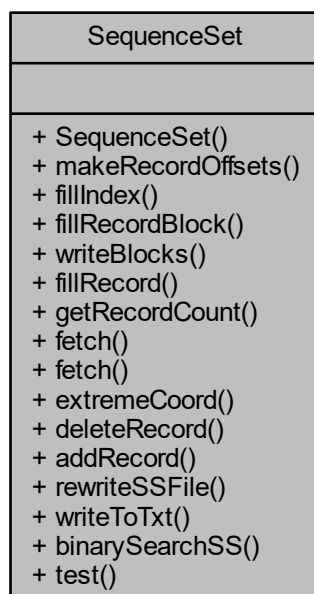 SequenceSet
+ SequenceSet()
+ makeRecordOffsets()
+ fillIndex()
+ fillRecordBlock()
+ writeBlocks()
+ fillRecord()
+ getRecordCount()
+ fetch()
+ fetch()
+ extremeCoord()
+ deleteRecord()
+ addRecord()
+ rewriteSSFile()
+ writeToTxt()
+ binarySearchSS()
+ test()